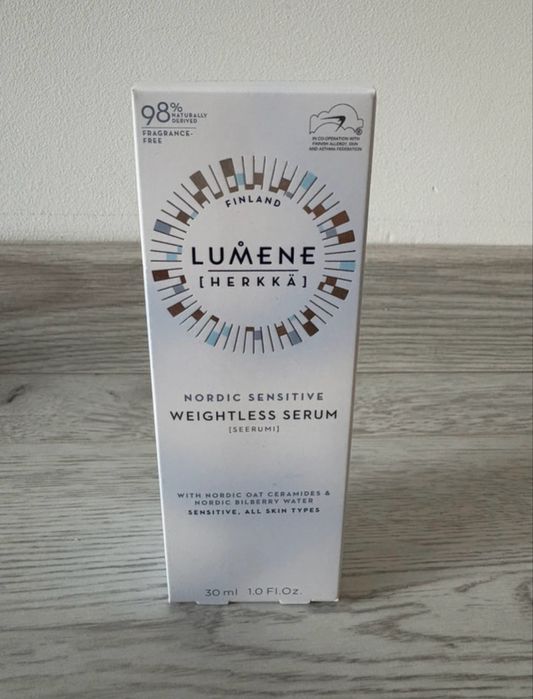 98%
NATURALLY
DERIVED
FRAGRANCE-
FREE
IN CO-OPERATION WITH
FINNISH ALLERGY, SKIN
AND ASTHMA FEDERATION
FINLAND
LUMENE
[HERKKÄ]
NORDIC SENSITIVE
WEIGHTLESS SERUM
[SEERUMI]
WITH NORDIC OAT CERAMIDES &
NORDIC BILBERRY WATER
SENSITIVE, ALL SKIN TYPES
30 ml 1.0 Fl.Oz.